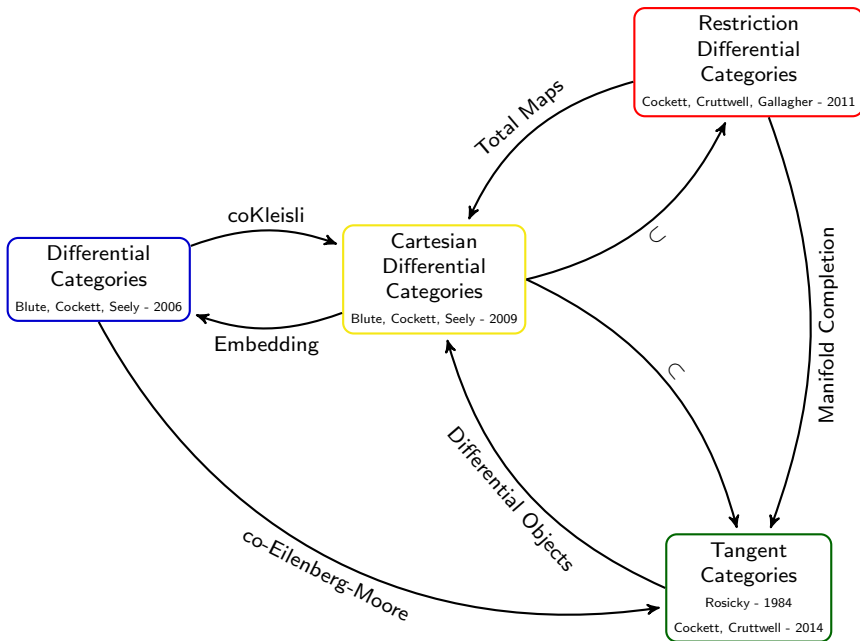 Restriction
Differential
Categories
Cockett, Cruttwell, Gallagher - 2011
Total Maps
coKleisli
Differential
Categories
Blute, Cockett, Seely - 2006
Cartesian
Differential
Categories
Blute, Cockett, Seely - 2009
⊂
Manifold Completion
Embedding
⊂
Differential Objects
co-Eilenberg-Moore
Tangent
Categories
Rosicky - 1984
Cockett, Cruttwell - 2014